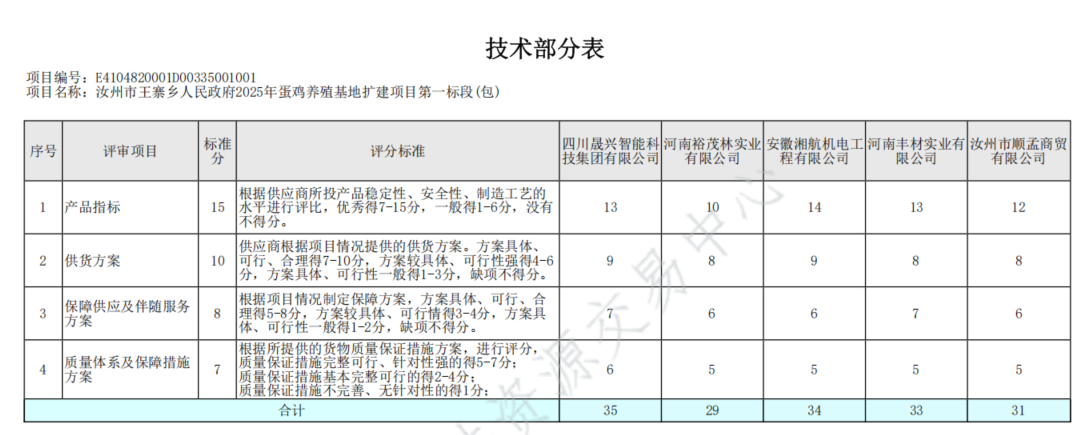 技术部分表
项目编号：E4104820001D00335001001
项目名称：汝州市王寨乡人民政府2025年蛋鸡养殖基地扩建项目第一标段(包)
序号 评审项目 标准分 评分标准 四川晟兴智能科技集团有限公司 河南裕茂林实业有限公司 安徽湘航机电工程有限公司 河南丰材实业有限公司 汝州市顺孟商贸有限公司
1 产品指标 15 根据供应商所投产品稳定性、安全性、制造工艺的
水平进行评比，优秀得7-15分，一般得1-6分，没有
不得分。
13 10 14 13 12
2 供货方案 10 供应商根据项目情况提供的供货方案。方案具体、
可行、合理得7-10分，方案较具体、可行性强得4-6
分，方案具体、可行性一般得1-3分，缺项不得分。
9 8 9 8 8
3 保障供应及伴随服务方案 8 根据项目情况制定保障方案，方案具体、可行、合
理得5-8分，方案较具体、可行情得3-4分，方案具
体、可行性一般得1-2分，缺项不得分。
7 6 6 7 6
4 质量体系及保障措施方案 7 根据所提供的货物质量保证措施方案，进行评分，
质量保证措施完整可行、针对性强的得5-7分；
质量保证措施基本完整可行的得2-4分；
质量保证措施不完善、无针对性的得1分；
6 5 5 5 5
合计 35 29 34 33 31
资源交易中心